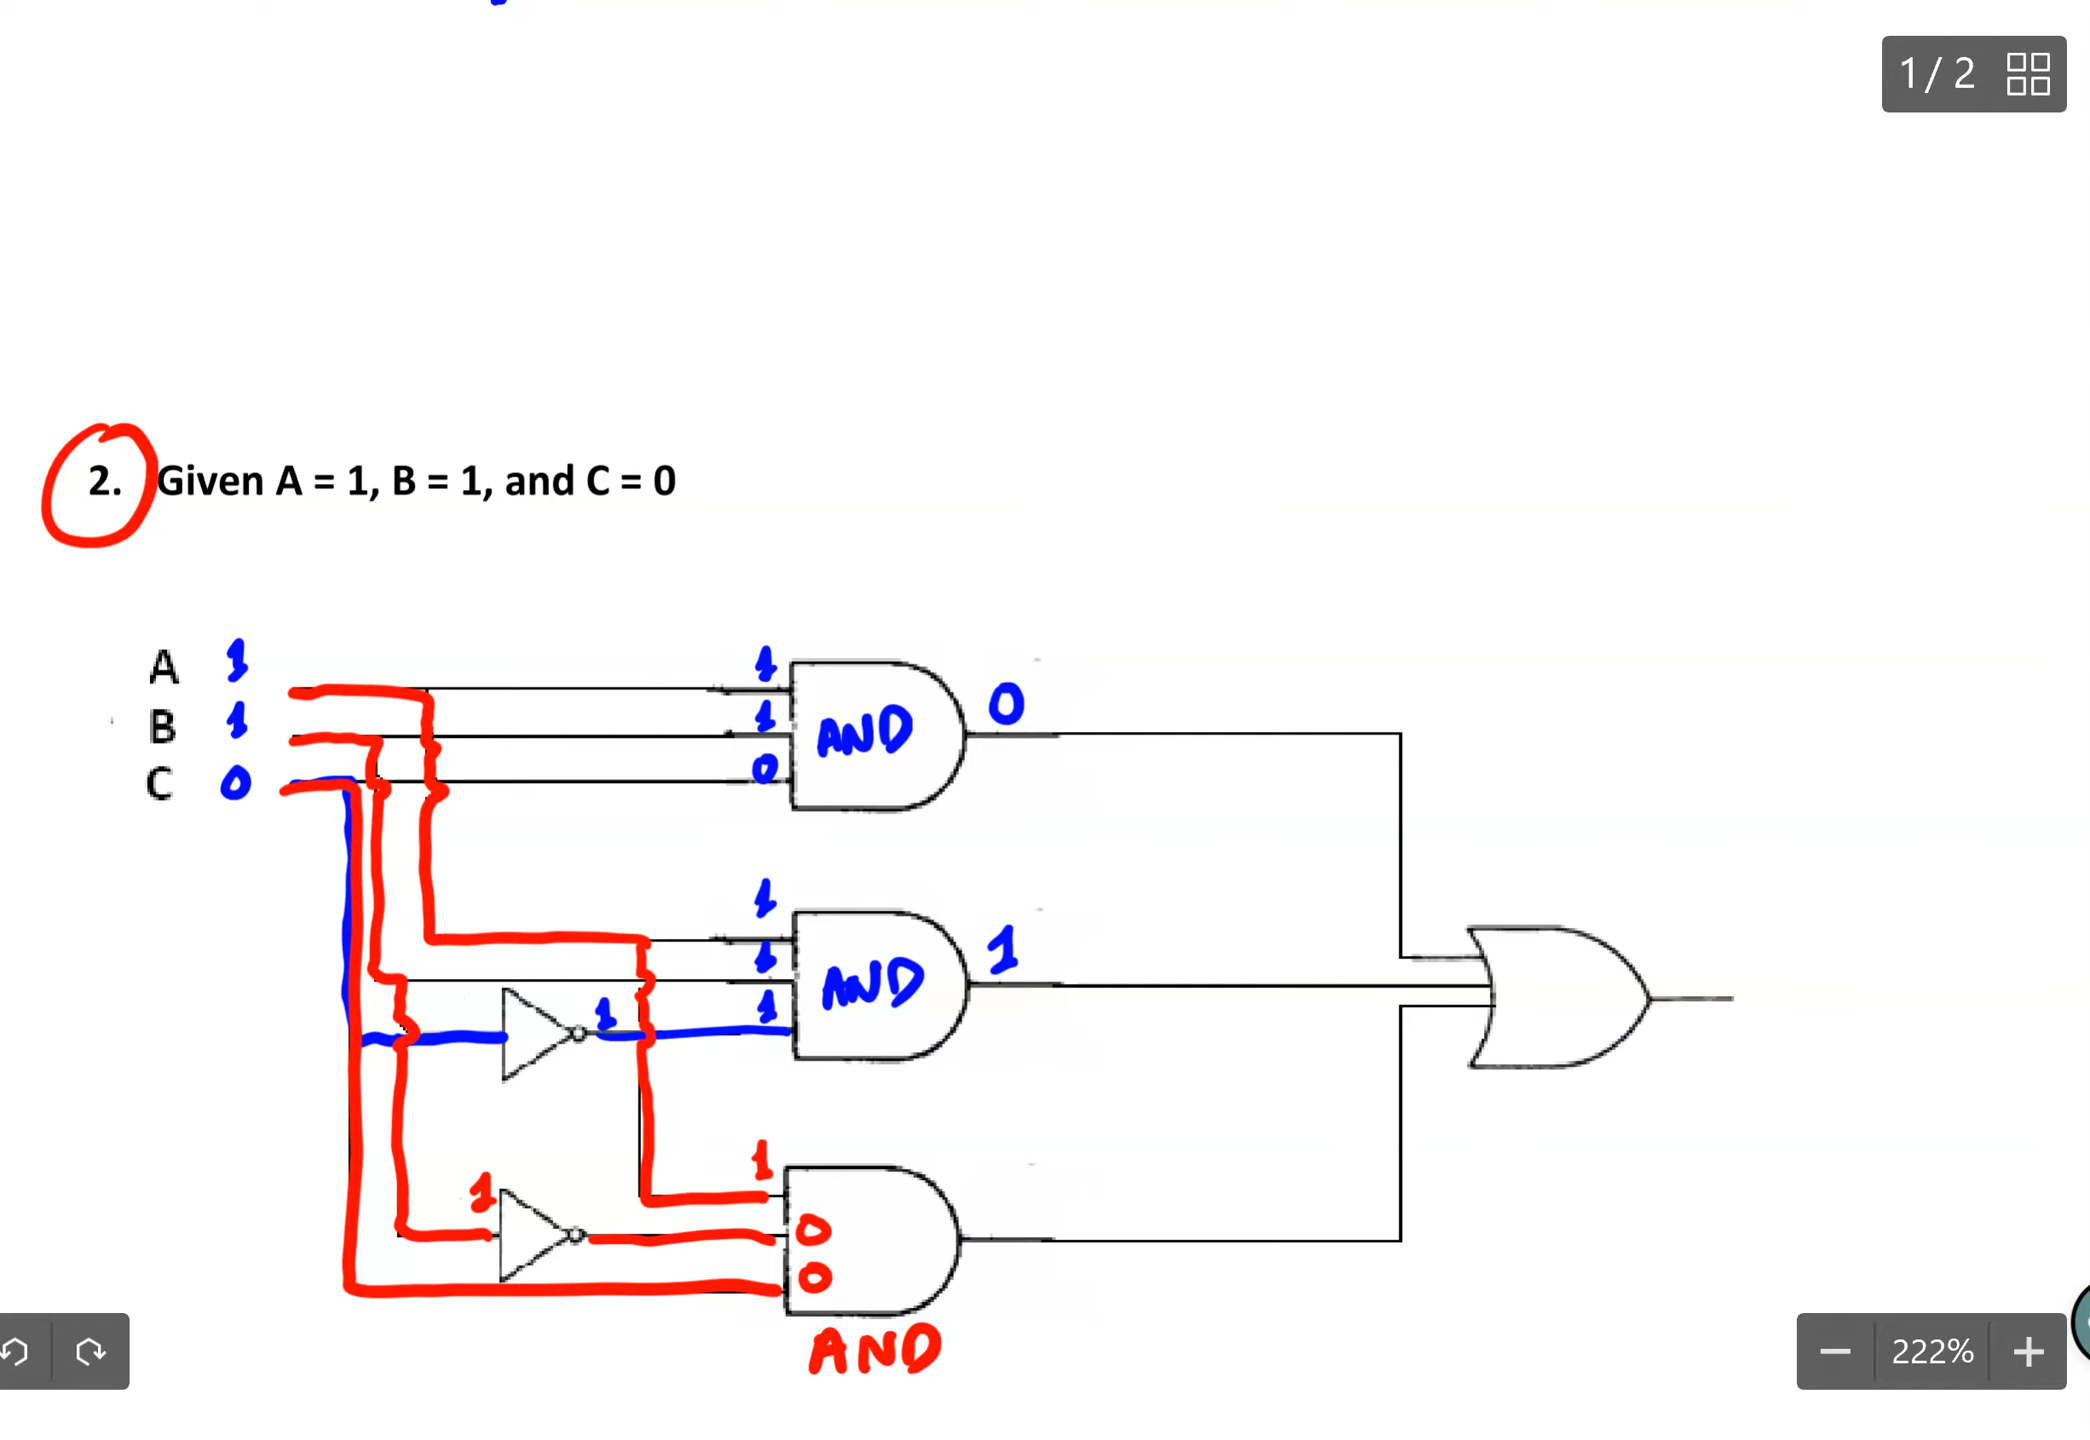 1 / 2
2. Given A = 1, B = 1, and C = 0
A 1 1
B 1 1 AND 0
C 0 0
1
1 AND 1
1 1
1 1
0
0
AND
222%